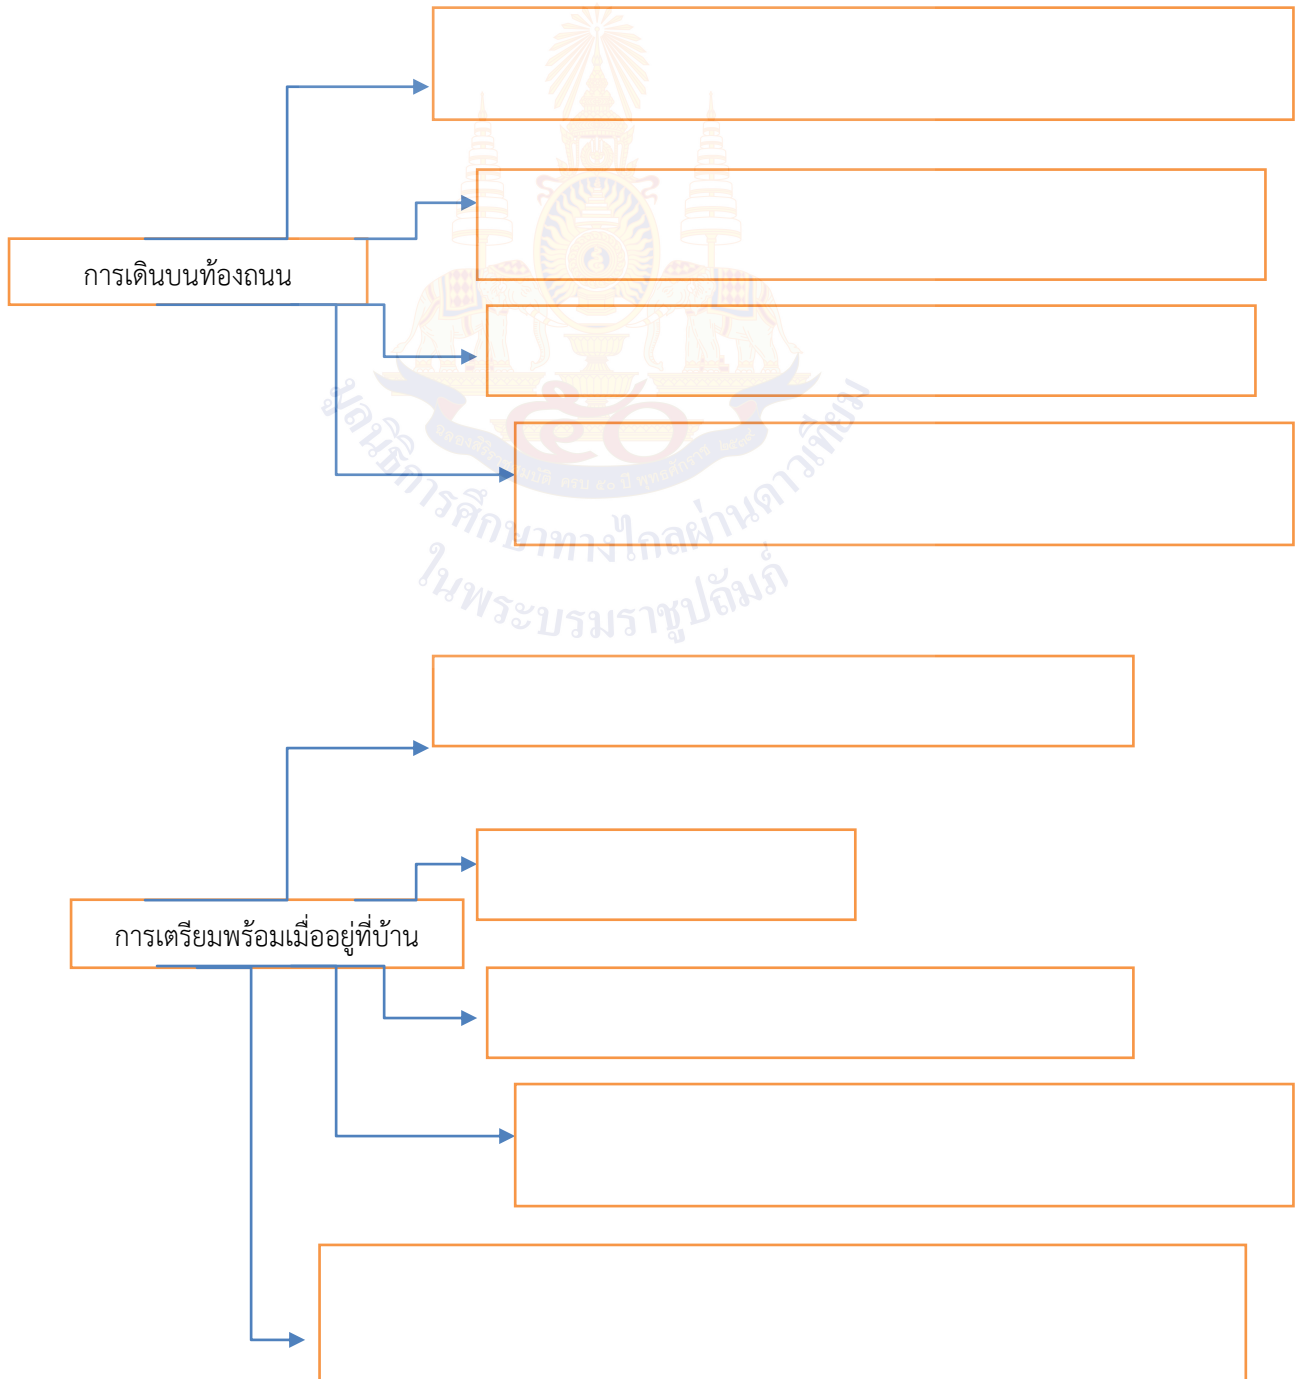 การเดินบนท้องถนน
มูลนิธิการศึกษาทางไกลผ่านดาวเทียม
ในพระบรมราชูปถัมภ์
การเตรียมพร้อมเมื่ออยู่ที่บ้าน